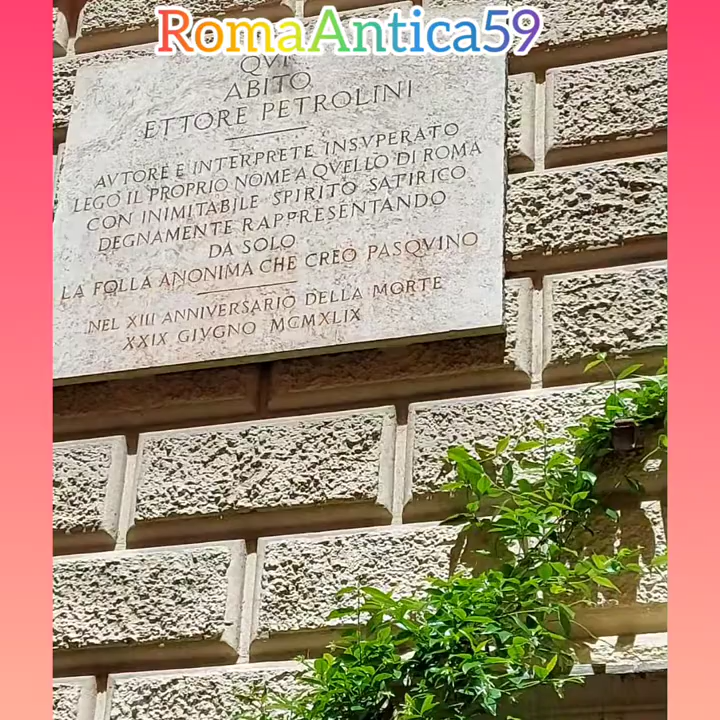 RomaAntica59
QVI
ABITÒ
ETTORE PETROLINI
AVTORE E INTERPRETE INSVPERATO
LEGÒ IL PROPRIO NOME A QVELLO DI ROMA
CON INIMITABILE SPIRITO SATIRICO
DEGNAMENTE RAPPRESENTANDO
DA SOLO
LA FOLLA ANONIMA CHE CREÒ PASQVINO
NEL XIII ANNIVERSARIO DELLA MORTE
XXIX GIVGNO MCMXLIX